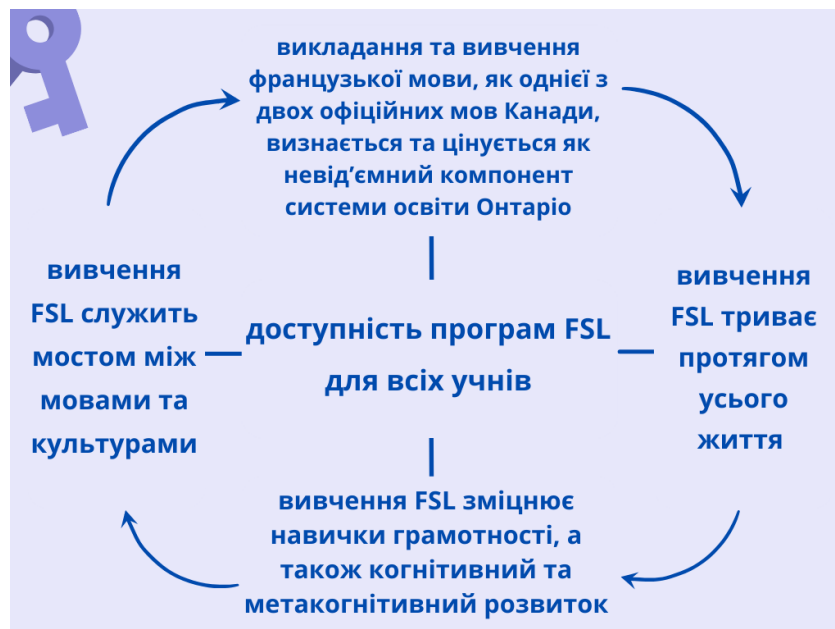 викладання та вивчення
французької мови, як однієї з
двох офіційних мов Канади,
визнається та цінується як
невід’ємний компонент
системи освіти Онтаріо
вивчення
FSL служить
мостом між
мовами та
культурами
доступність програм FSL
для всіх учнів
вивчення
FSL триває
протягом
усього
життя
вивчення FSL зміцнює
навички грамотності, а
також когнітивний та
метакогнітивний розвиток